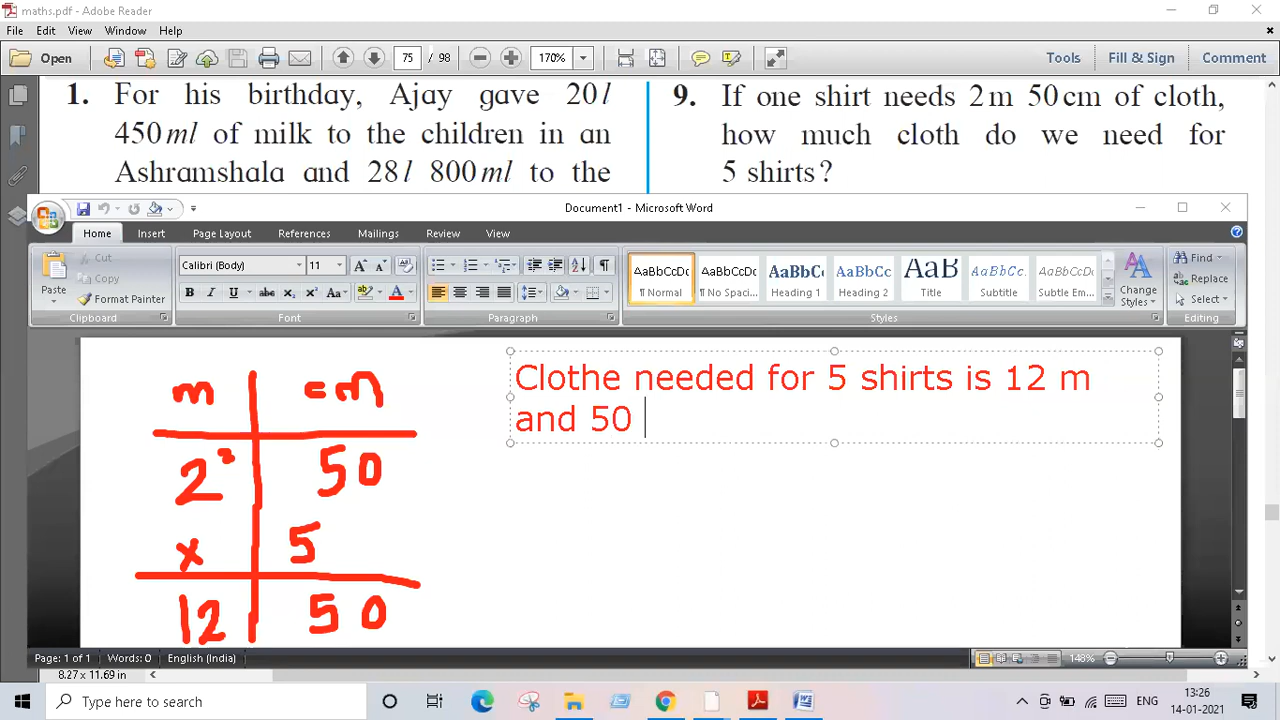 maths.pdf - Adobe Reader
File Edit View Window Help
Open 75 / 98 170% Tools Fill & Sign Comment
1. For his birthday, Ajay gave 20 l
450 ml of milk to the children in an
Ashramshala and 28 l 800 ml to the
9. If one shirt needs 2 m 50 cm of cloth,
how much cloth do we need for
5 shirts?
Document1 - Microsoft Word
Home Insert Page Layout References Mailings Review View
Paste
Cut
Copy
Format Painter
Clipboard
Calibri (Body) 11
Font
Paragraph
AaBbCcDc AaBbCcDc AaBbCc AaBbCc AaB AaBbCc. AaBbCcDc
¶ Normal ¶ No Spaci... Heading 1 Heading 2 Title Subtitle Subtle Em...
Change
Styles
Styles
Find
Replace
Select
Editing
m cm
2 2 50
x 5
12 50
Clothe needed for 5 shirts is 12 m
and 50
Page: 1 of 1 Words: 0 English (India) 148%
8.27 x 11.69 in
Type here to search
ENG
13:26
14-01-2021